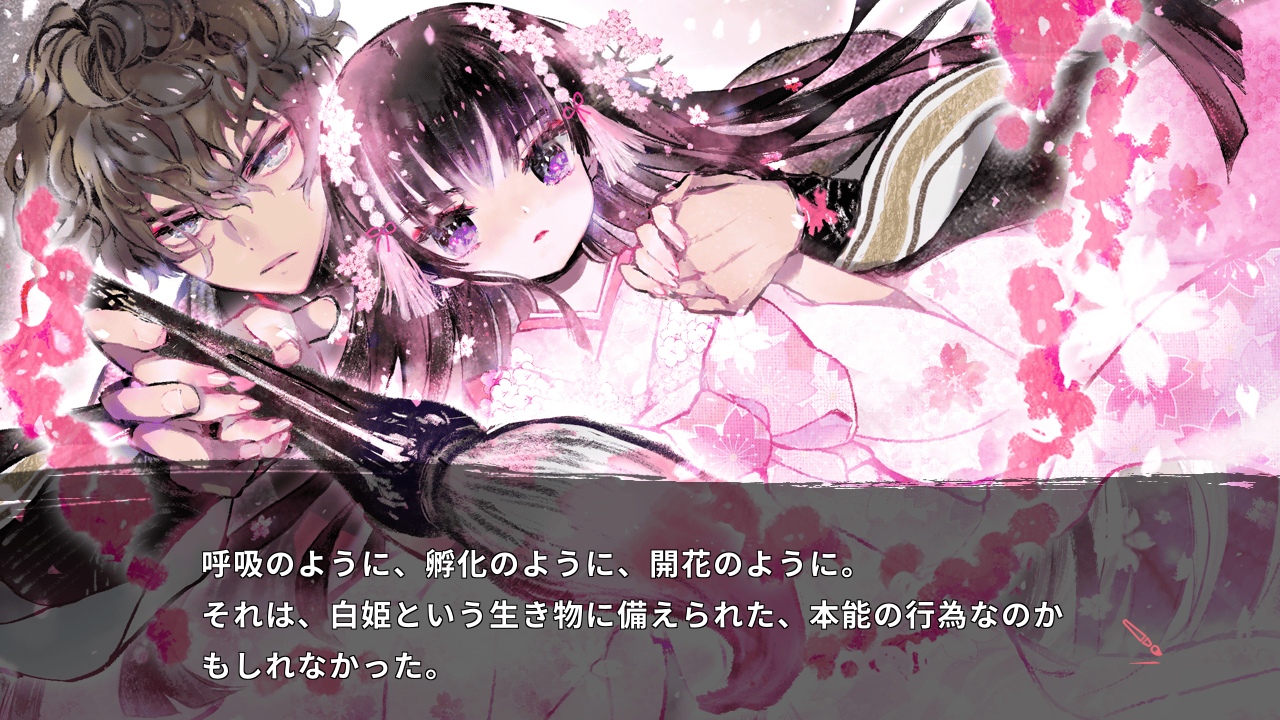 呼吸のように、孵化のように、開花のように。
それは、白姫という生き物に備えられた、本能の行為なのか
もしれなかった。